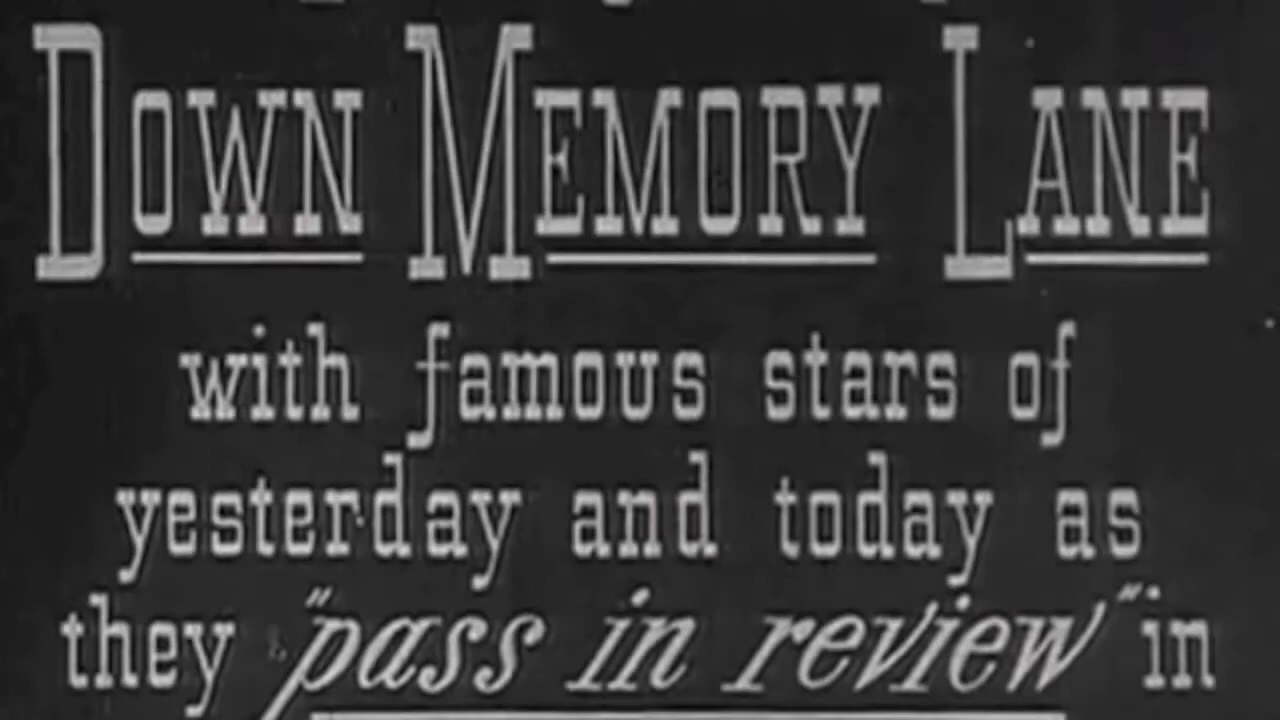 DOWN MEMORY LANE
with famous stars of
yesterday and today as
they "pass in review" in